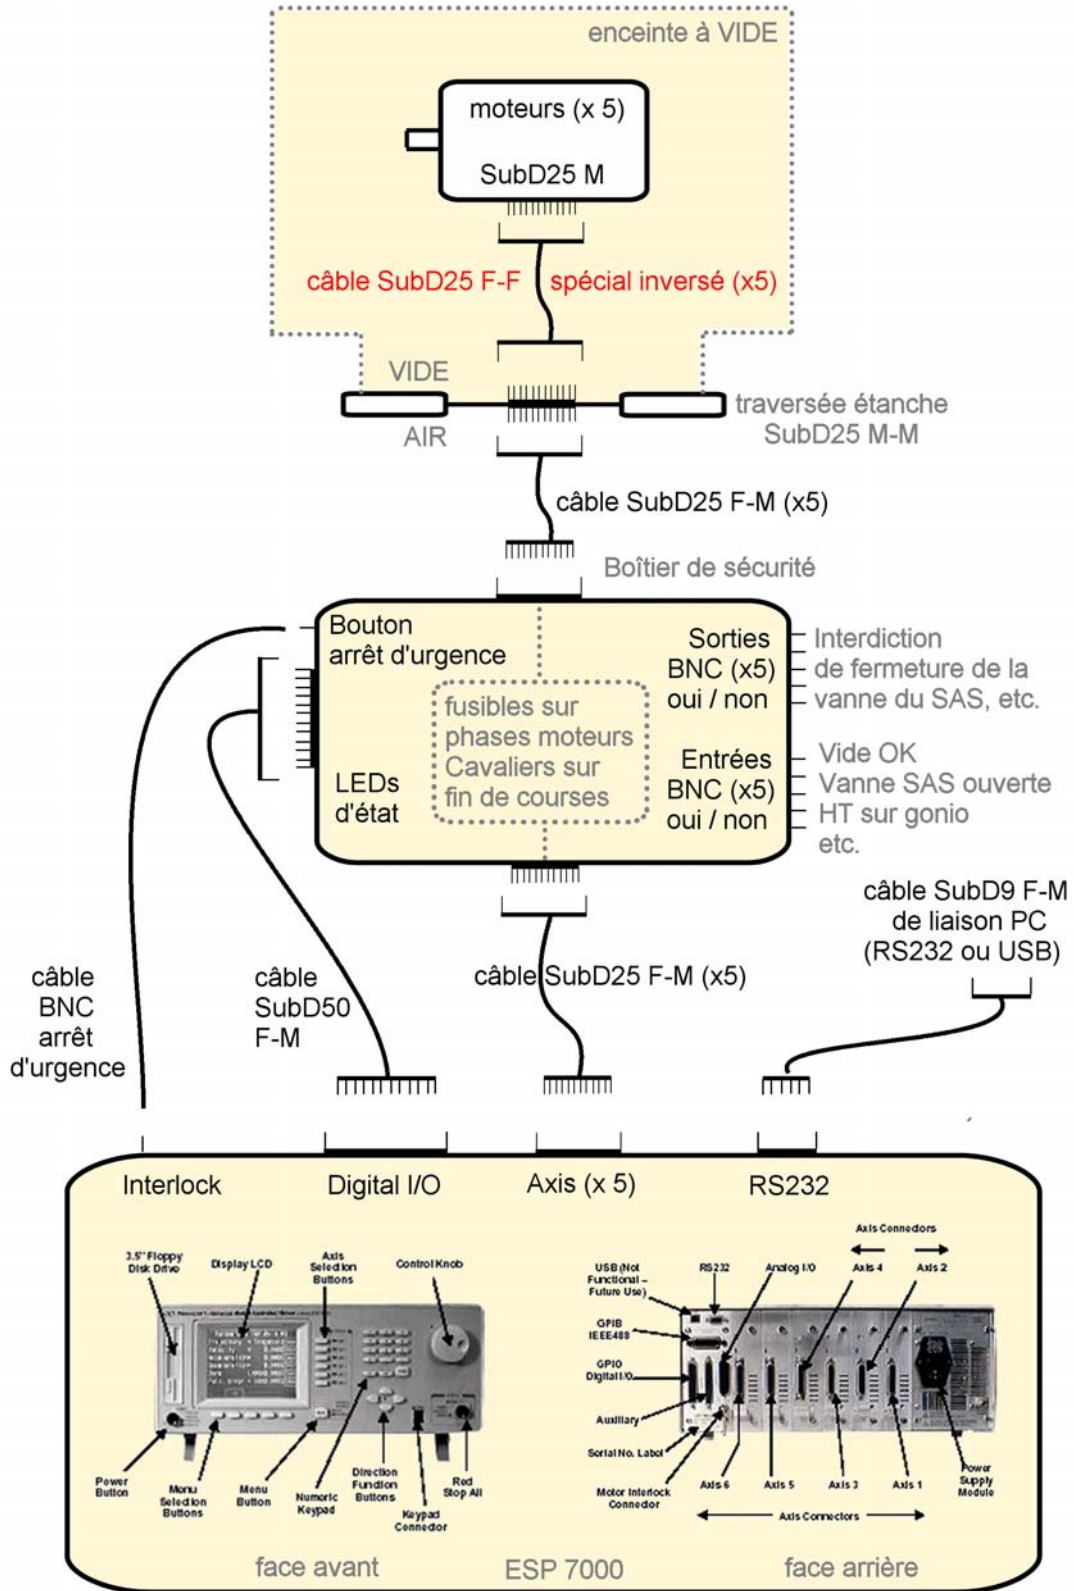 enceinte à VIDE
moteurs (x 5)
SubD25 M
câble SubD25 F-F spécial inversé (x5)
VIDE
AIR
traversée étanche
SubD25 M-M
câble SubD25 F-M (x5)
Boîtier de sécurité
Bouton
arrêt d'urgence
LEDs
d'état
fusibles sur
phases moteurs
Cavaliers sur
fin de courses
Sorties
BNC (x5)
oui / non
Entrées
BNC (x5)
oui / non
Interdiction
de fermeture de la
vanne du SAS, etc.
Vide OK
Vanne SAS ouverte
HT sur gonio
etc.
câble
BNC
arrêt
d'urgence
câble
SubD50
F-M
câble SubD25 F-M (x5)
câble SubD9 F-M
de liaison PC
(RS232 ou USB)
Interlock
Digital I/O
Axis (x 5)
RS232
3.5" Floppy
Disk Drive
Display LCD
Axis
Selection
Buttons
Control Knob
Power
Button
Menu
Selection
Buttons
Menu
Button
Numeric
Keypad
Direction
Function
Buttons
Keypad
Connector
Red
Stop All
USB (Not
Functional –
Future Use)
RS232
Analog I/O
Axis Connectors
Axis 4
Axis 2
GPIB
IEEE488
GPIO
Digital I/O
Auxiliary
Serial No. Label
Motor Interlock
Connector
Axis 6
Axis 5
Axis 3
Axis 1
Power
Supply
Module
Axis Connectors
face avant
ESP 7000
face arrière